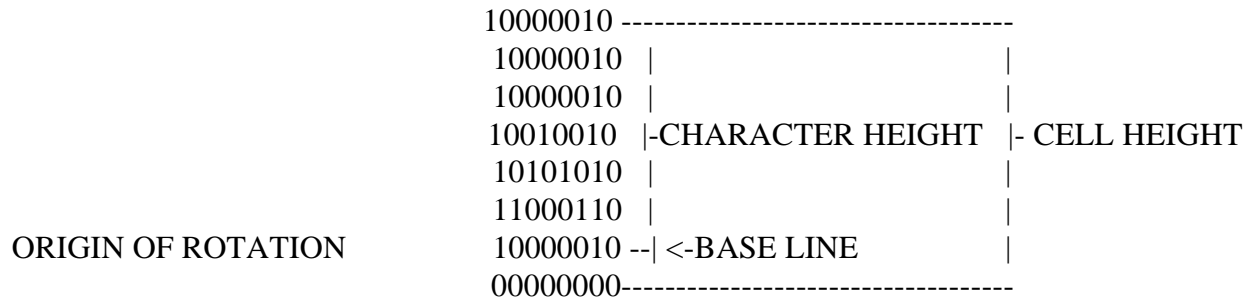 10000010 ------------------------------------
10000010 | |
10000010 | |
10010010 |-CHARACTER HEIGHT |- CELL HEIGHT
10101010 | |
11000110 | |
ORIGIN OF ROTATION 10000010 --| <-BASE LINE |
00000000------------------------------------